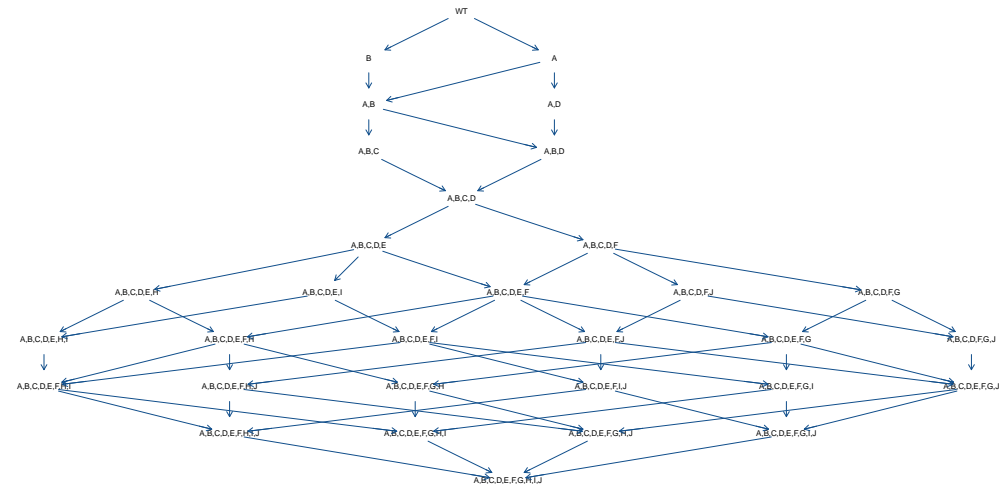 WT
B
A
A,B
A,D
A,B,C
A,B,D
A,B,C,D
A,B,C,D,E
A,B,C,D,F
A,B,C,D,E,H
A,B,C,D,E,I
A,B,C,D,E,F
A,B,C,D,F,J
A,B,C,D,F,G
A,B,C,D,E,H,I
A,B,C,D,E,F,H
A,B,C,D,E,F,I
A,B,C,D,E,F,J
A,B,C,D,E,F,G
A,B,C,D,F,G,J
A,B,C,D,E,F,H,I
A,B,C,D,E,F,H,J
A,B,C,D,E,F,G,H
A,B,C,D,E,F,I,J
A,B,C,D,E,F,G,I
A,B,C,D,E,F,G,J
A,B,C,D,E,F,H,I,J
A,B,C,D,E,F,G,H,I
A,B,C,D,E,F,G,H,J
A,B,C,D,E,F,G,I,J
A,B,C,D,E,F,G,H,I,J